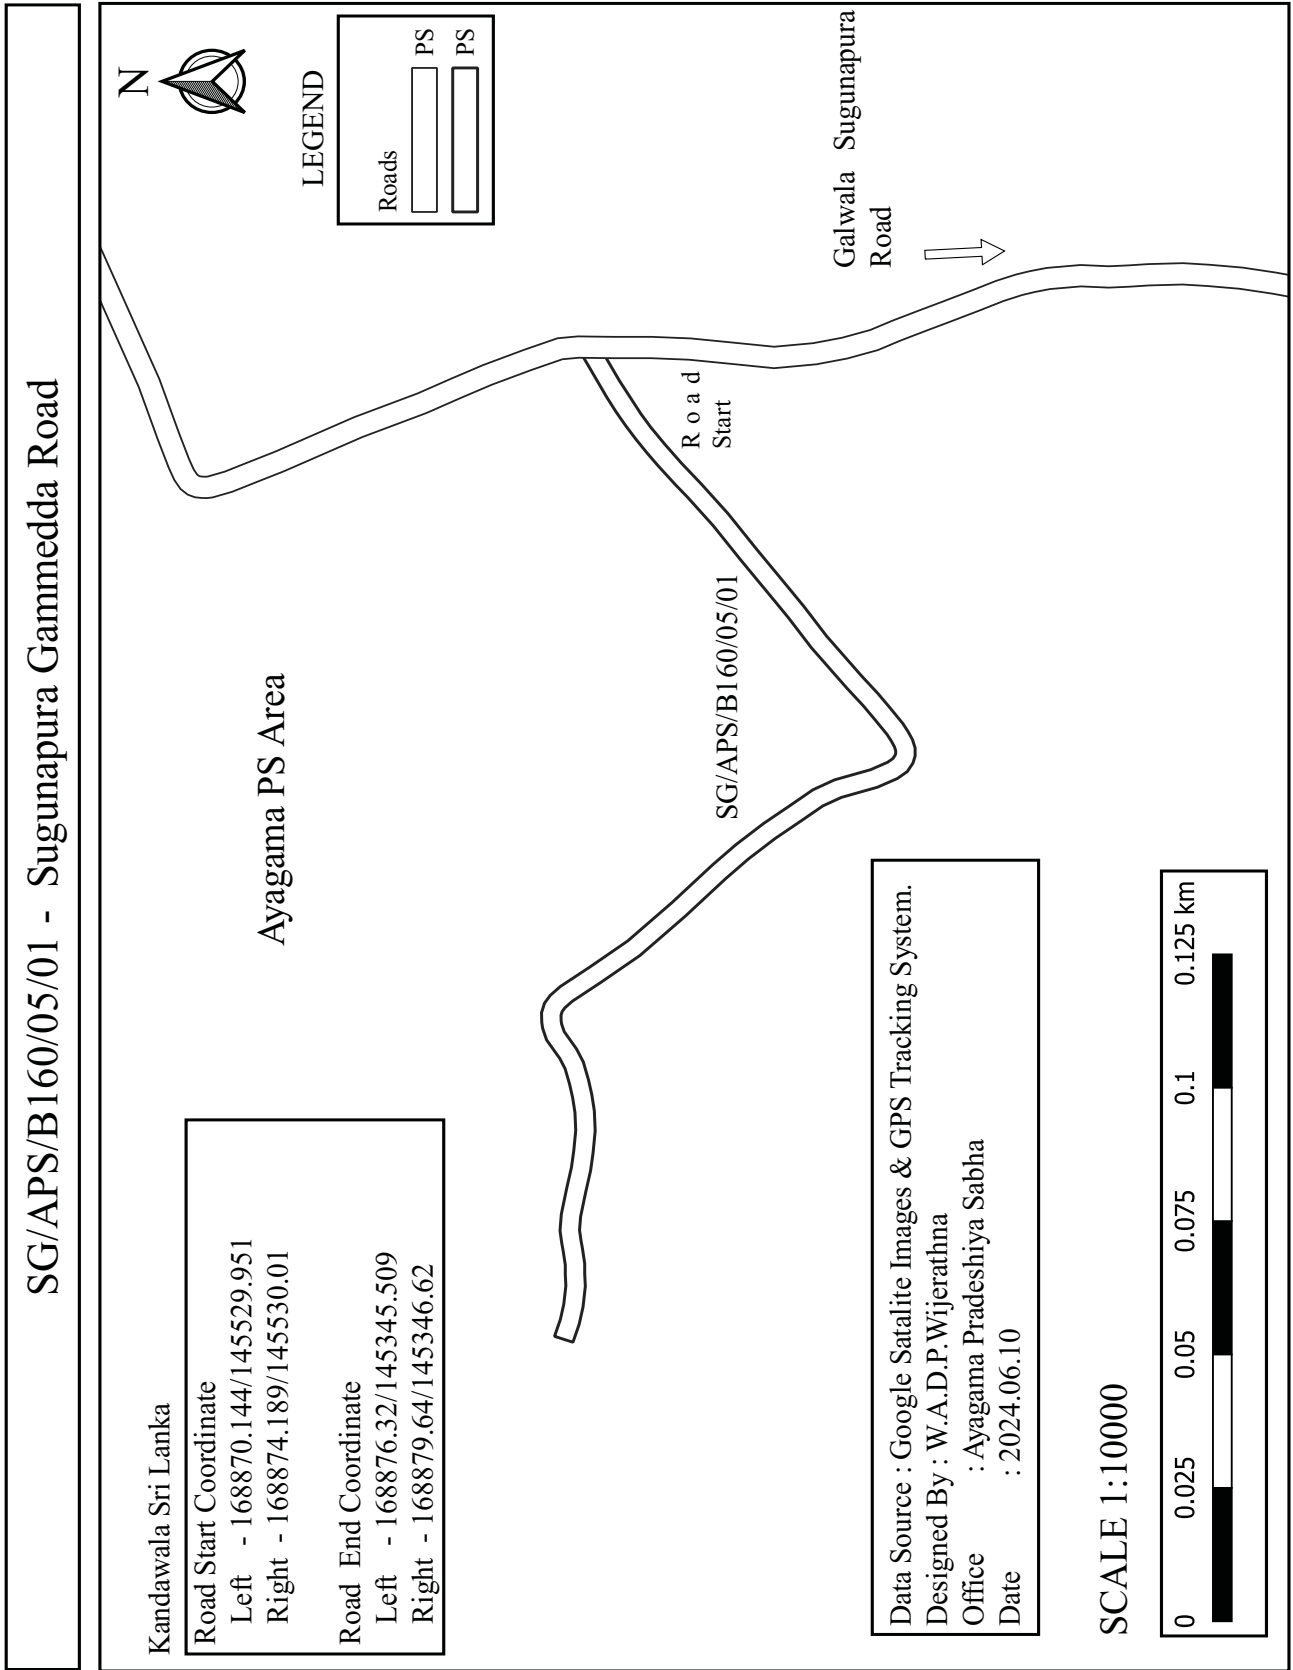 SG/APS/B160/05/01 - Sugunapura Gammedda Road
N
LEGEND
Roads
PS
PS
Kandawala Sri Lanka
Road Start Coordinate
Left - 168870.144/145529.951
Right - 168874.189/145530.01
Road End Coordinate
Left - 168876.32/145345.509
Right - 168879.64/145346.62
Ayagama PS Area
Road
Start
SG/APS/B160/05/01
Galwala Sugunapura
Road
Data Source : Google Satalite Images & GPS Tracking System.
Designed By : W.A.D.P.Wijerathna
Office : Ayagama Pradeshiya Sabha
Date : 2024.06.10
SCALE 1:10000
0 0.025 0.05 0.075 0.1 0.125 km